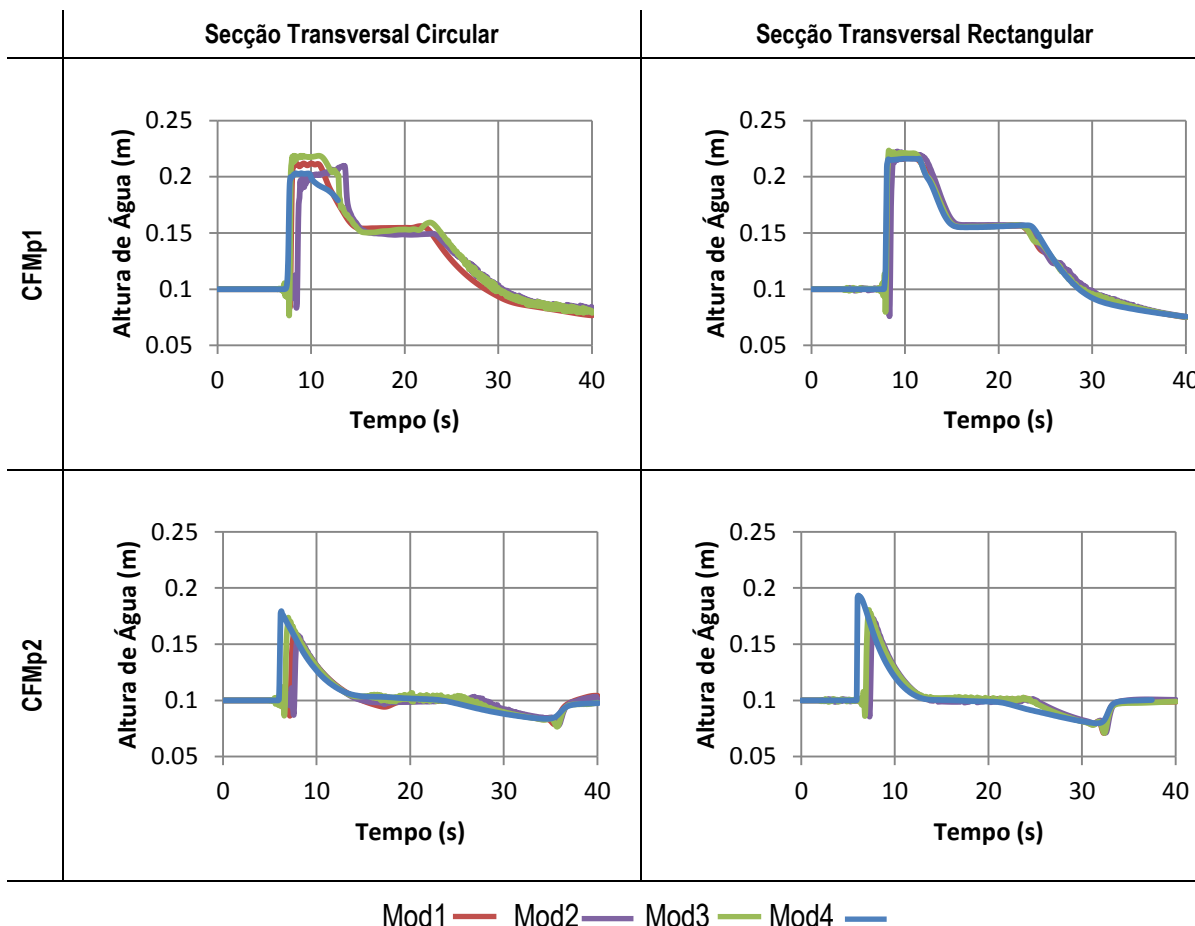 Secção Transversal Circular
Secção Transversal Rectangular
CFMp1
Altura de Água (m)
0.25
0.2
0.15
0.1
0.05
0 10 20 30 40
Tempo (s)
Altura de Água (m)
0.25
0.2
0.15
0.1
0.05
0 10 20 30 40
Tempo (s)
CFMp2
Altura de Água (m)
0.25
0.2
0.15
0.1
0.05
0 10 20 30 40
Tempo (s)
Altura de Água (m)
0.25
0.2
0.15
0.1
0.05
0 10 20 30 40
Tempo (s)
Mod1 Mod2 Mod3 Mod4